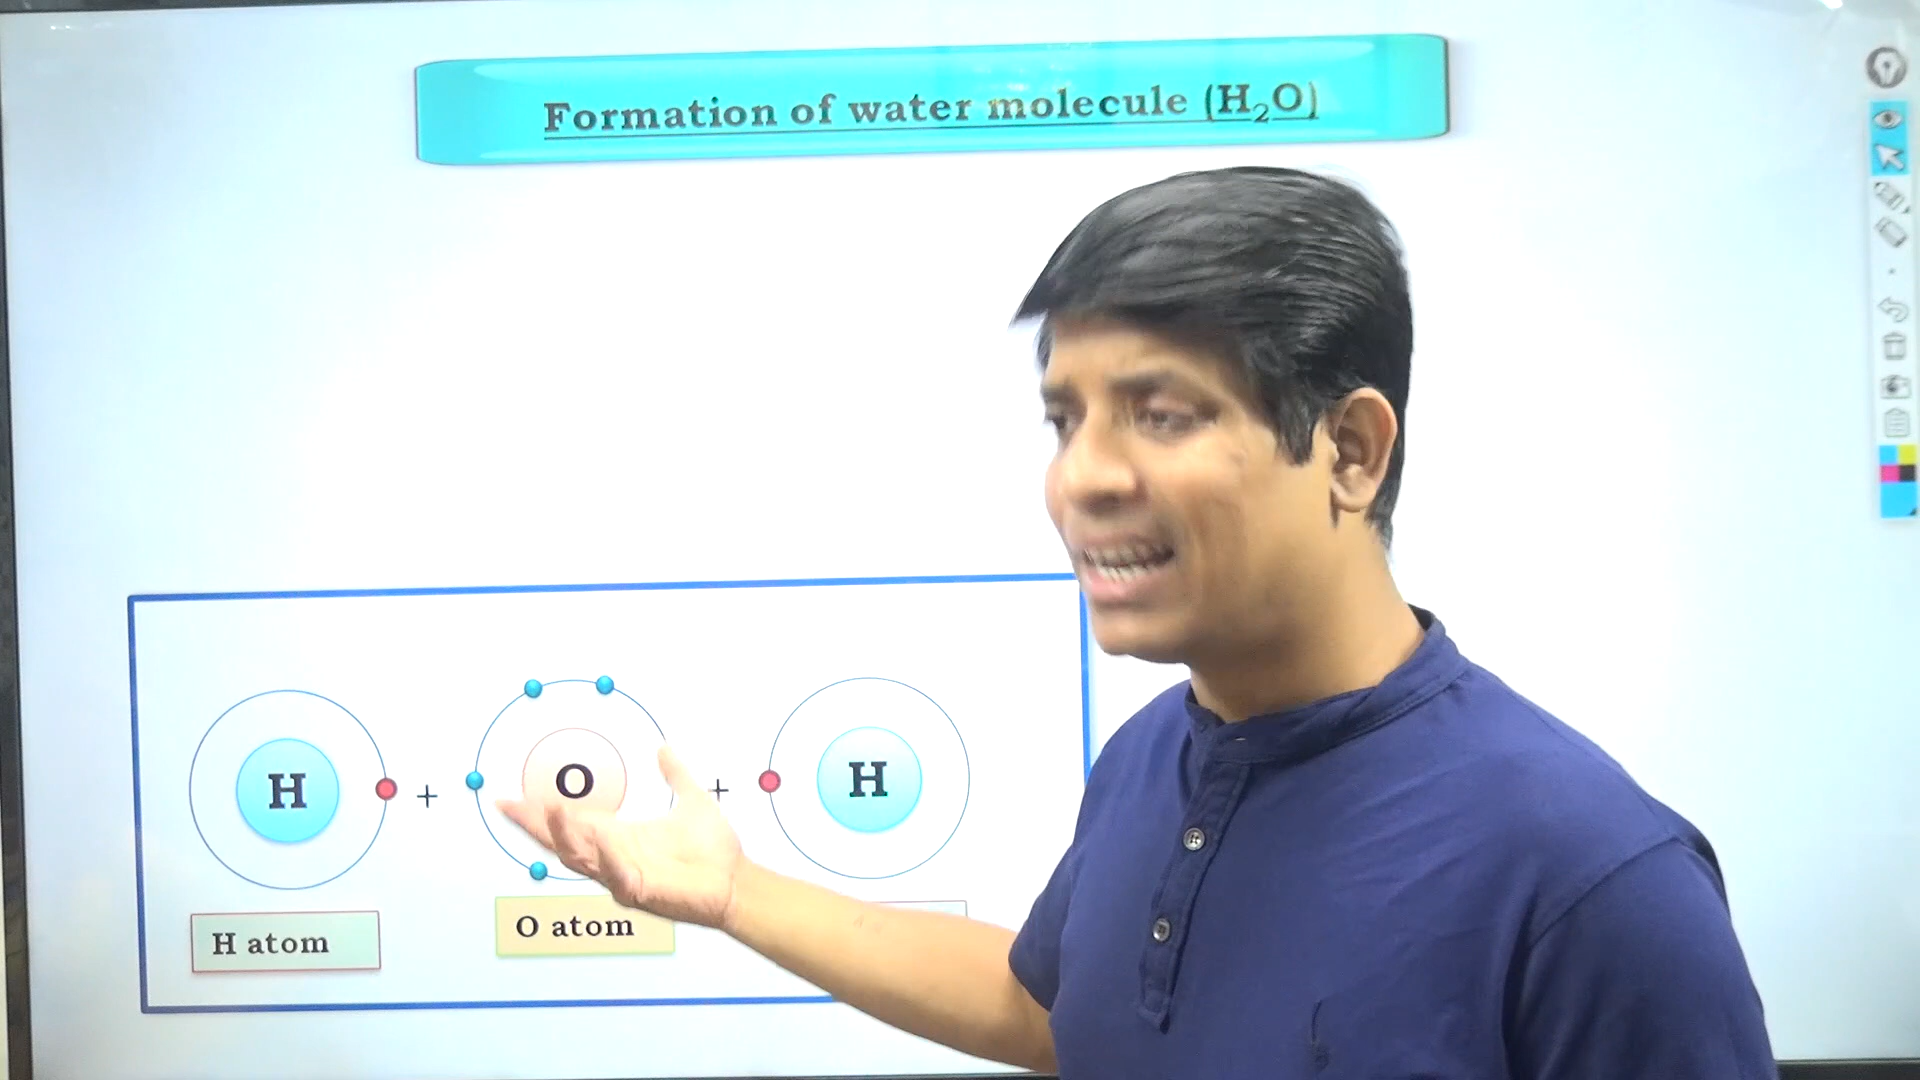 Formation of water molecule (H₂O)
H + O + H
H atom
O atom